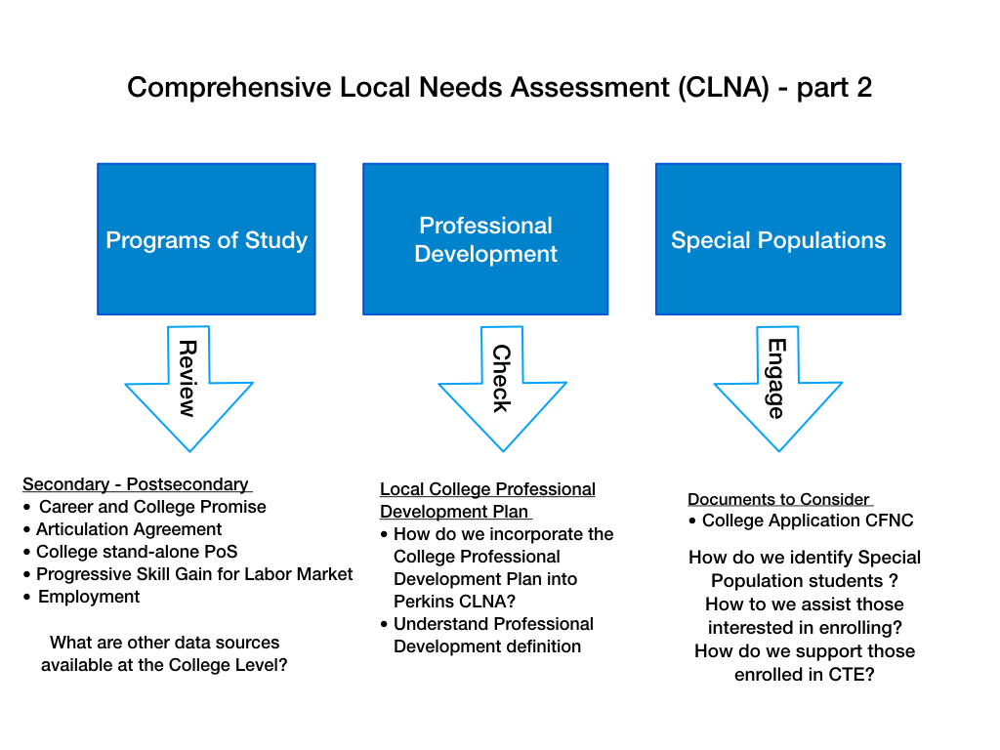 Comprehensive Local Needs Assessment (CLNA) - part 2
Programs of Study
Professional
Development
Special Populations
Review
Check
Engage
Secondary - Postsecondary
• Career and College Promise
• Articulation Agreement
• College stand-alone PoS
• Progressive Skill Gain for Labor Market
• Employment
What are other data sources
available at the College Level?
Local College Professional
Development Plan
• How do we incorporate the
College Professional
Development Plan into
Perkins CLNA?
• Understand Professional
Development definition
Documents to Consider
• College Application CFNC
How do we identify Special
Population students ?
How to we assist those
interested in enrolling?
How do we support those
enrolled in CTE?